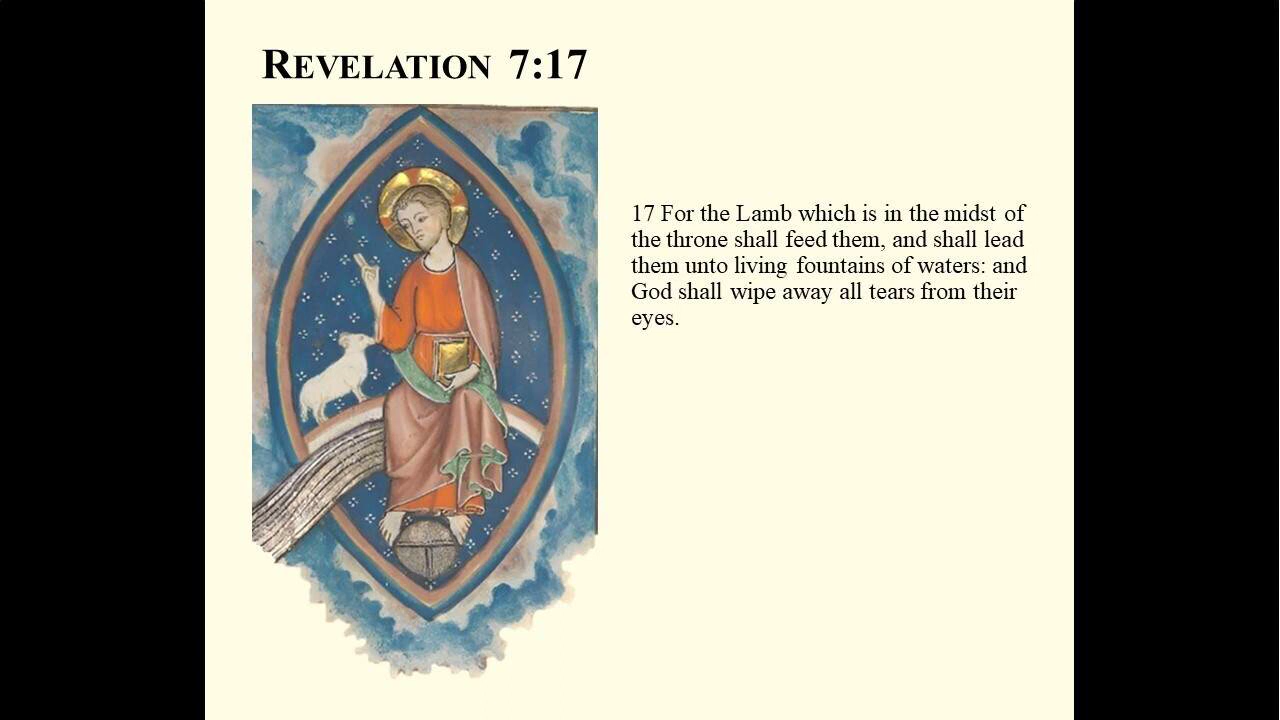 REVELATION 7:17
17 For the Lamb which is in the midst of
the throne shall feed them, and shall lead
them unto living fountains of waters: and
God shall wipe away all tears from their
eyes.